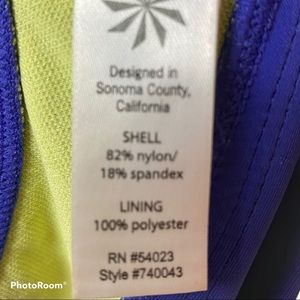 Designed in
Sonoma County,
California
SHELL
82% nylon/
18% spandex
LINING
100% polyester
RN #54023
Style #740043
PhotoRoom